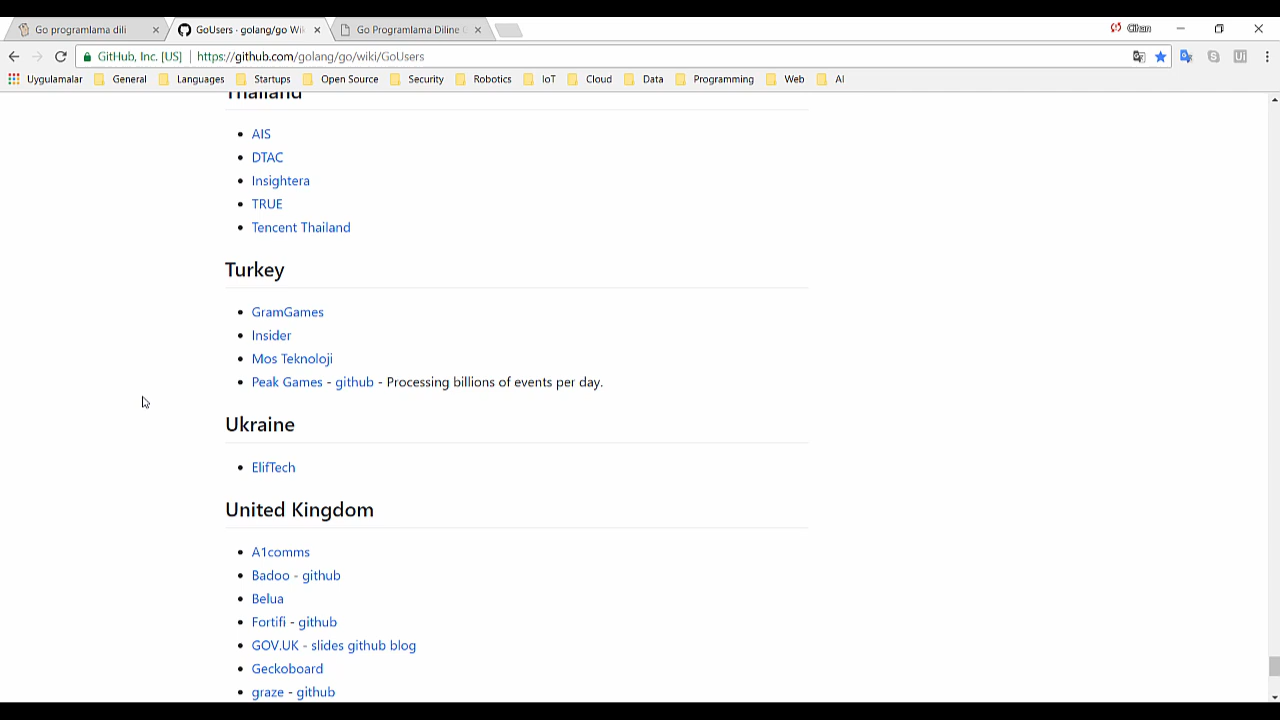 Go programlama dili
GoUsers · golang/go Wi
Go Programlama Diline
Cihan
GitHub, Inc. [US] | https://github.com/golang/go/wiki/GoUsers
Uygulamalar General Languages Startups Open Source Security Robotics IoT Cloud Data Programming Web AI
Thailand
AIS
DTAC
Insightera
TRUE
Tencent Thailand
Turkey
GramGames
Insider
Mos Teknoloji
Peak Games - github - Processing billions of events per day.
Ukraine
ElifTech
United Kingdom
A1comms
Badoo - github
Belua
Fortifi - github
GOV.UK - slides github blog
Geckoboard
graze - github